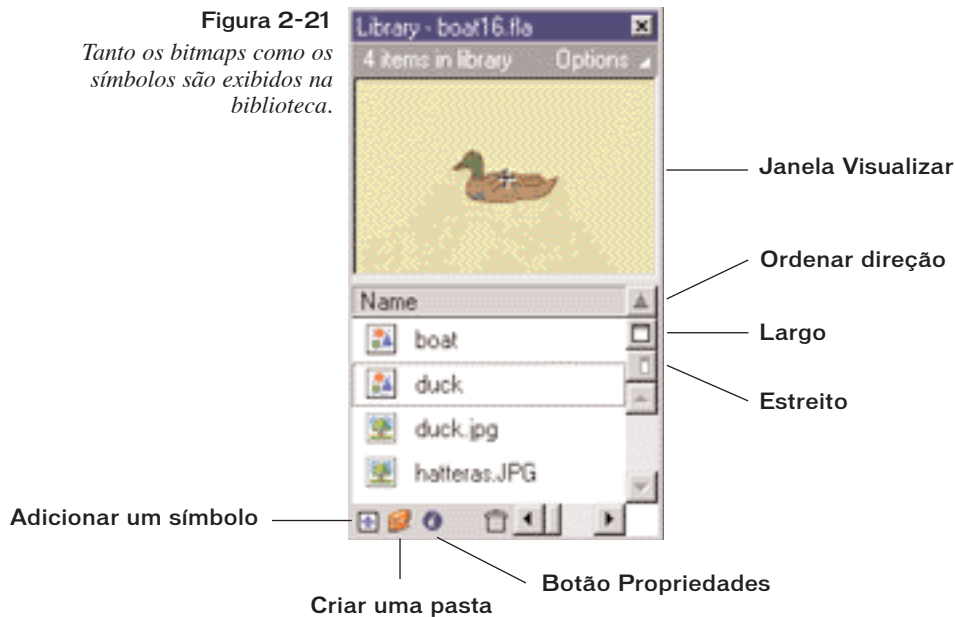 Figura 2-21
Tanto os bitmaps como os
símbolos são exibidos na
biblioteca.
Library - boat16.fla
4 items in library Options
Janela Visualizar
Ordenar direção
Name
Largo
boat
duck
Estreito
duck.jpg
hatteras.JPG
Adicionar um símbolo
Botão Propriedades
Criar uma pasta